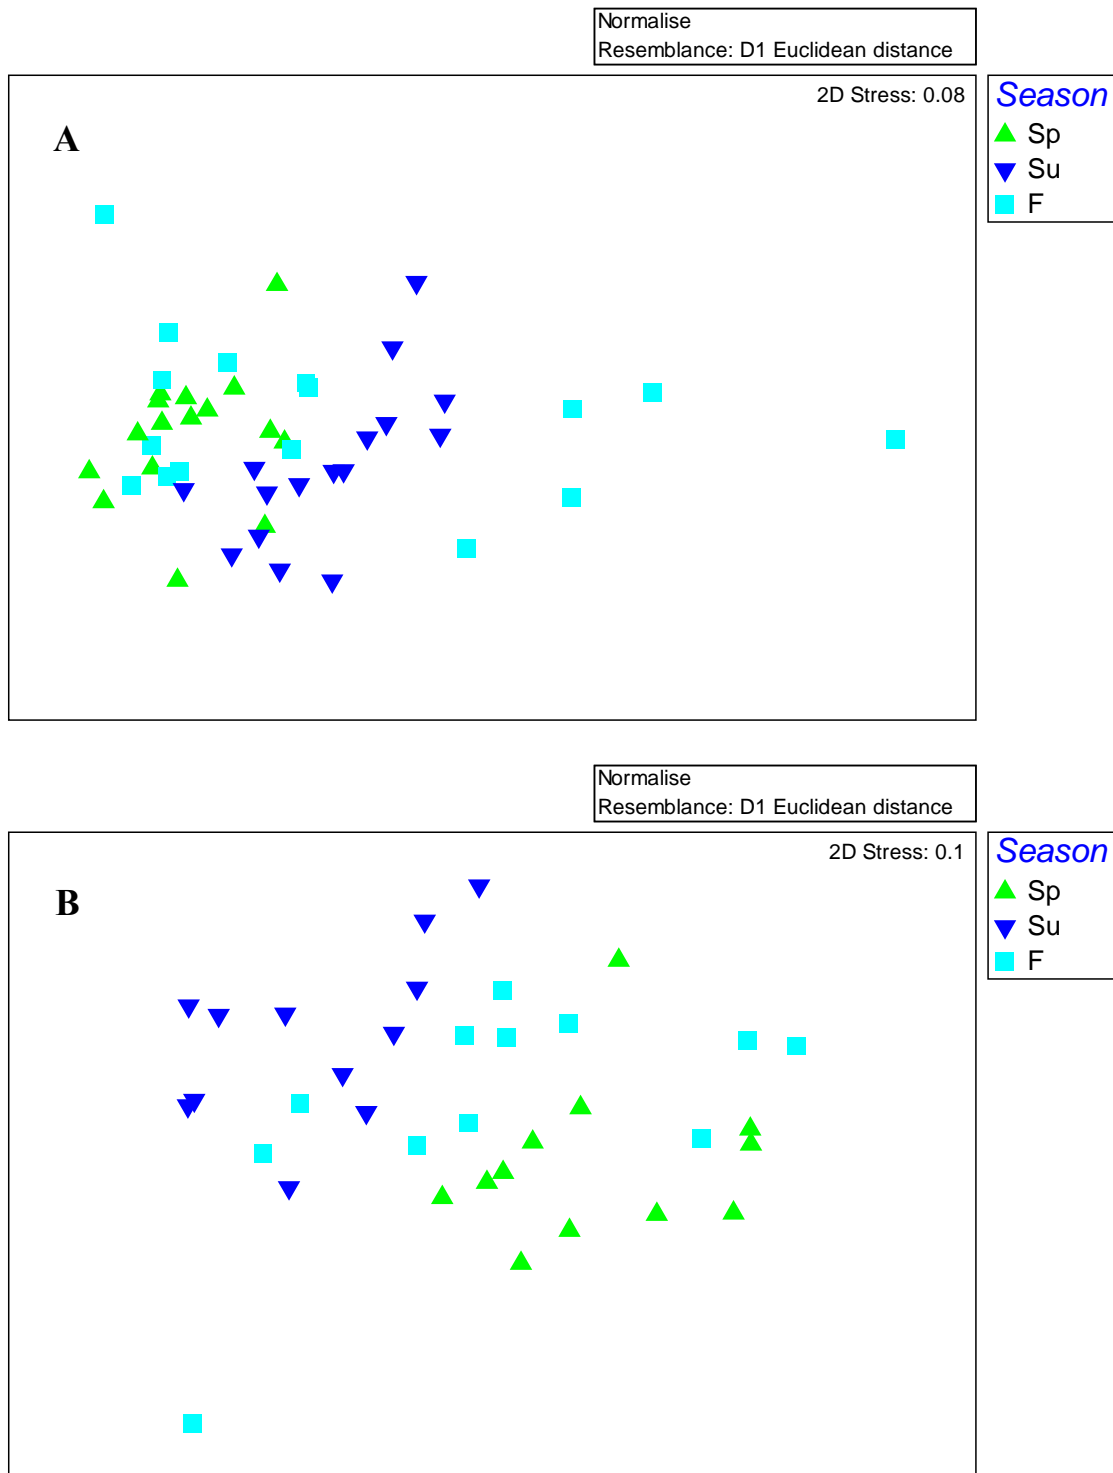 Normalise
Resemblance: D1 Euclidean distance
2D Stress: 0.08
A
Season
Sp
Su
F
Normalise
Resemblance: D1 Euclidean distance
2D Stress: 0.1
B
Season
Sp
Su
F